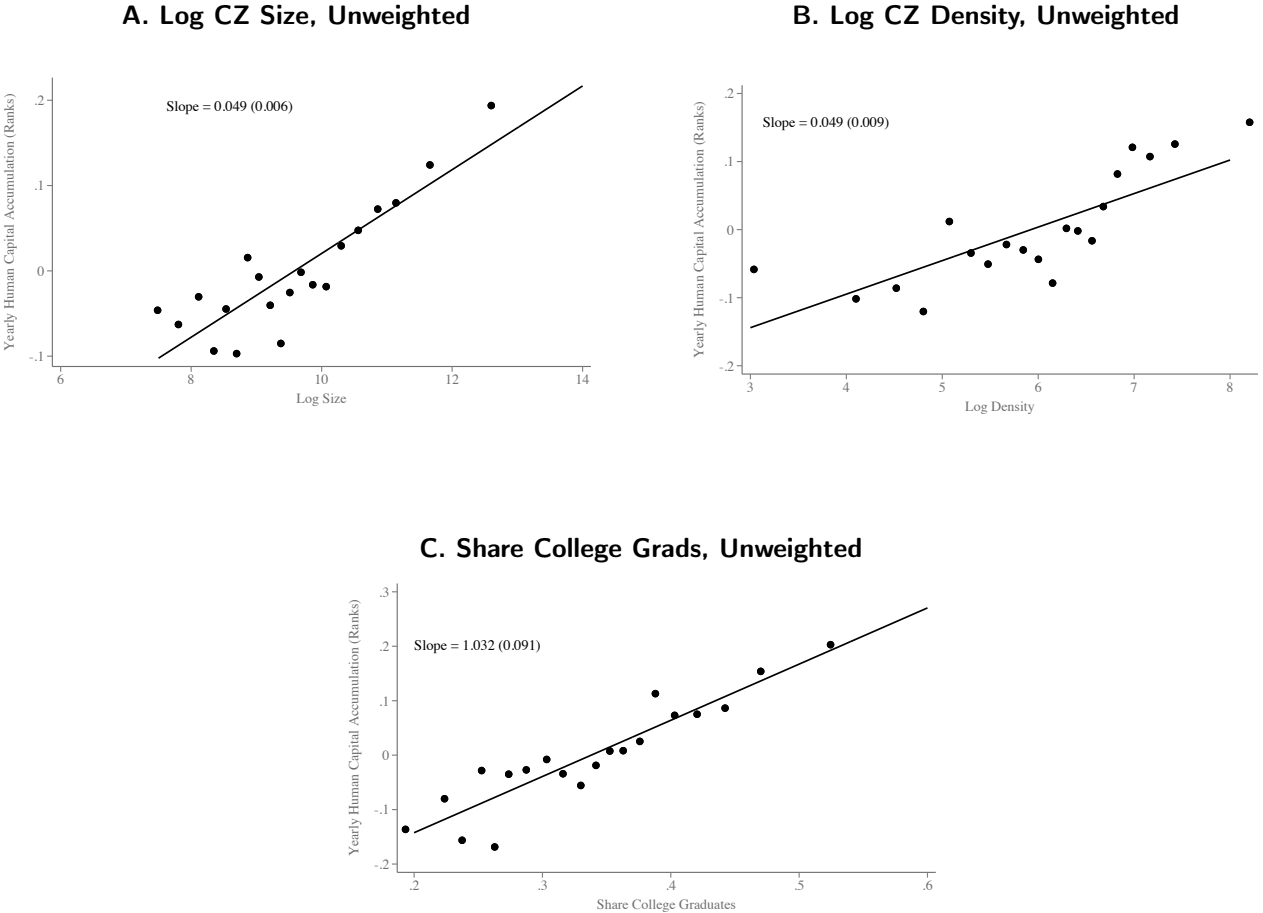 A. Log CZ Size, Unweighted
Yearly Human Capital Accumulation (Ranks)
.2
.1
0
-.1
Slope = 0.049 (0.006)
6 8 10 12 14
Log Size
B. Log CZ Density, Unweighted
Yearly Human Capital Accumulation (Ranks)
.2
.1
0
-.1
-.2
Slope = 0.049 (0.009)
3 4 5 6 7 8
Log Density
C. Share College Grads, Unweighted
Yearly Human Capital Accumulation (Ranks)
.3
.2
.1
0
-.1
-.2
Slope = 1.032 (0.091)
.2 .3 .4 .5 .6
Share College Graduates